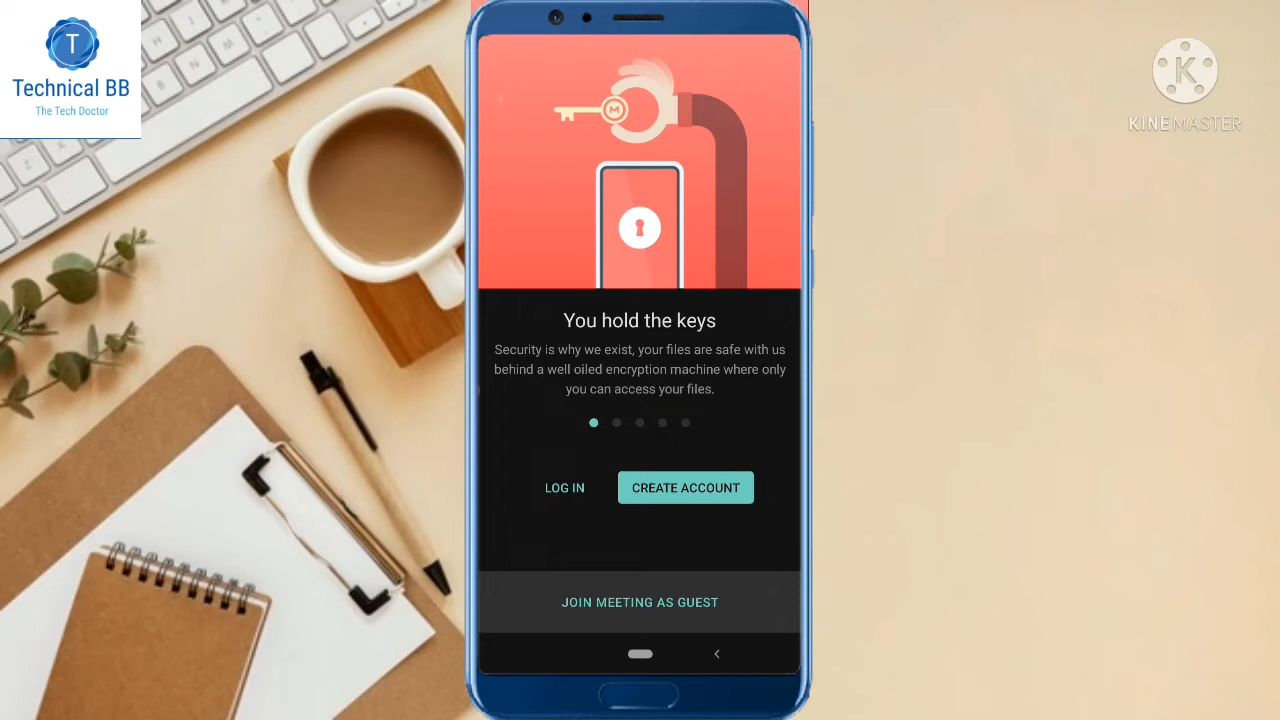 T
Technical BB
The Tech Doctor
K
KINEMASTER
M
You hold the keys
Security is why we exist, your files are safe with us
behind a well oiled encryption machine where only
you can access your files.
LOG IN
CREATE ACCOUNT
JOIN MEETING AS GUEST